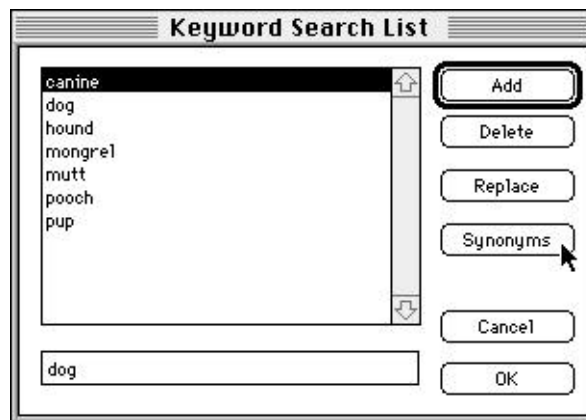 Keyword Search List
canine
dog
hound
mongrel
mutt
pooch
pup
dog
Add
Delete
Replace
Synonyms
Cancel
OK